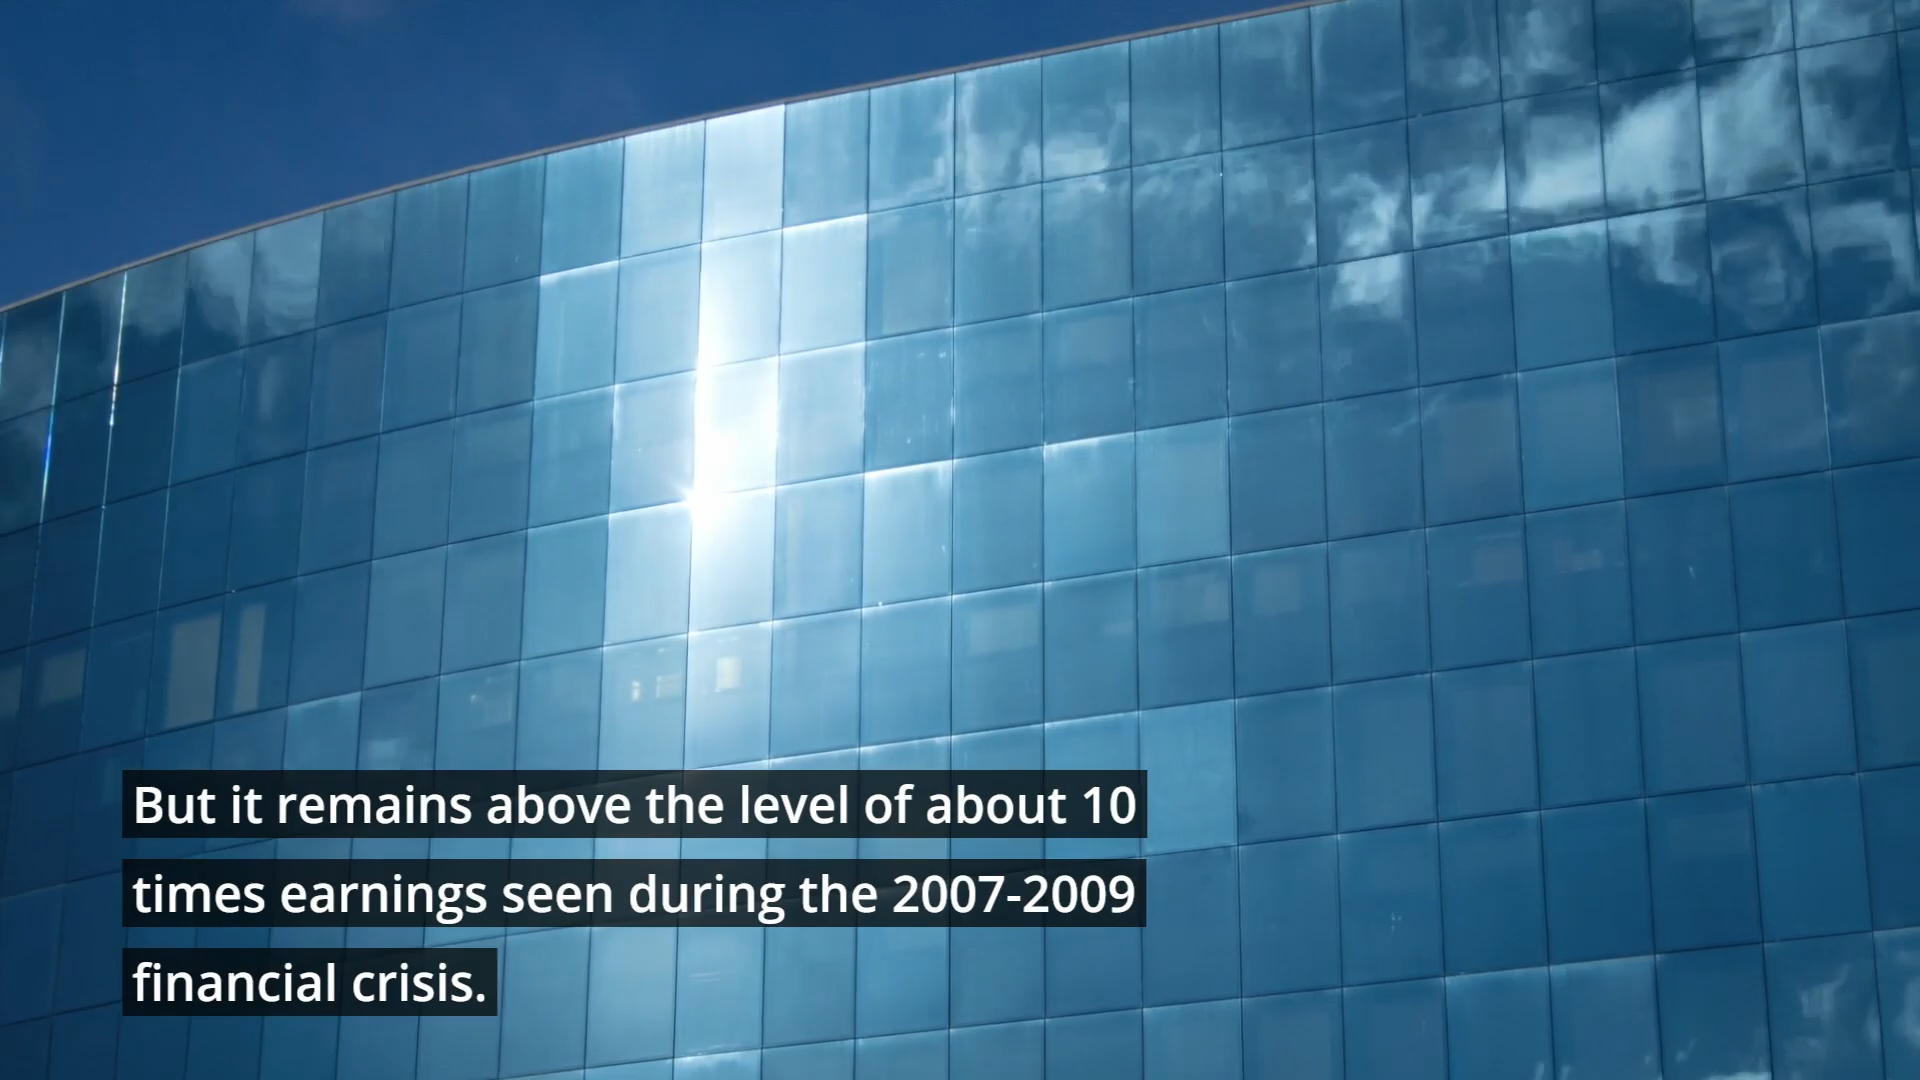 But it remains above the level of about 10
times earnings seen during the 2007-2009
financial crisis.